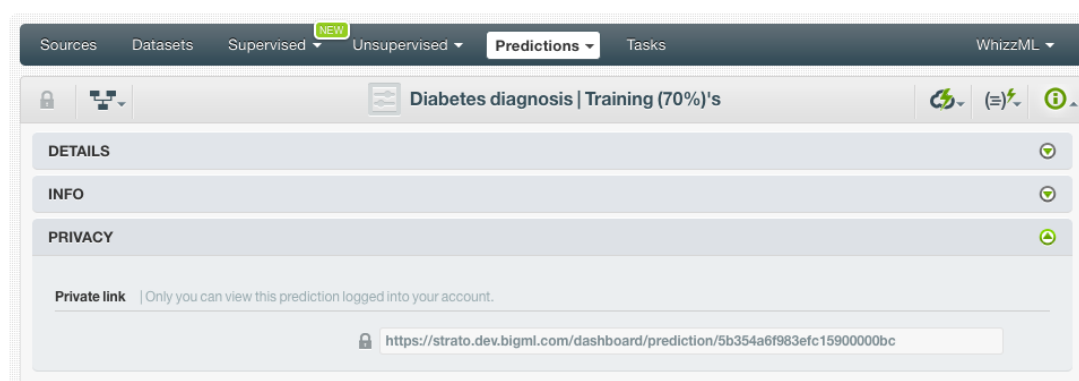 Sources Datasets Supervised NEW Unsupervised Predictions Tasks WhizzML
Diabetes diagnosis | Training (70%)'s
DETAILS
INFO
PRIVACY
Private link | Only you can view this prediction logged into your account.
https://strato.dev.bigml.com/dashboard/prediction/5b354a6f983efc15900000bc